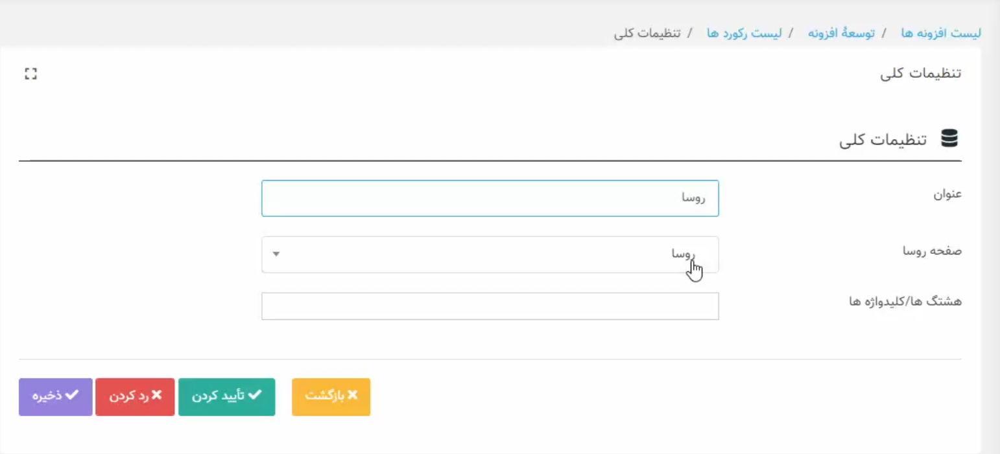 لیست افزونه ها / توسعهٔ افزونه / لیست رکورد ها / تنظیمات کلی
تنظیمات کلی
تنظیمات کلی
عنوان
روسا
صفحه روسا
روسا
هشتگ ها/کلیدواژه ها
بازگشت
تأیید کردن
رد کردن
ذخیره